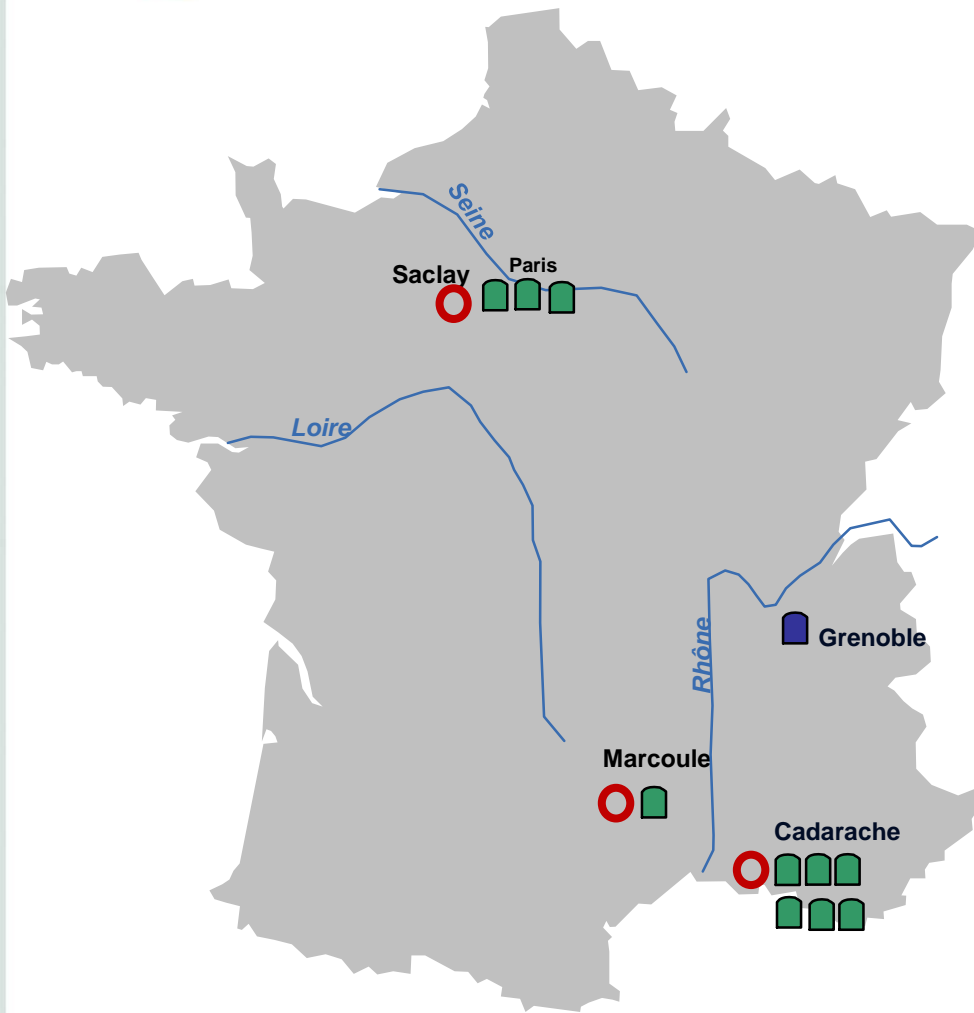 Seine
Paris
Saclay
Loire
Rhône
Grenoble
Marcoule
Cadarache